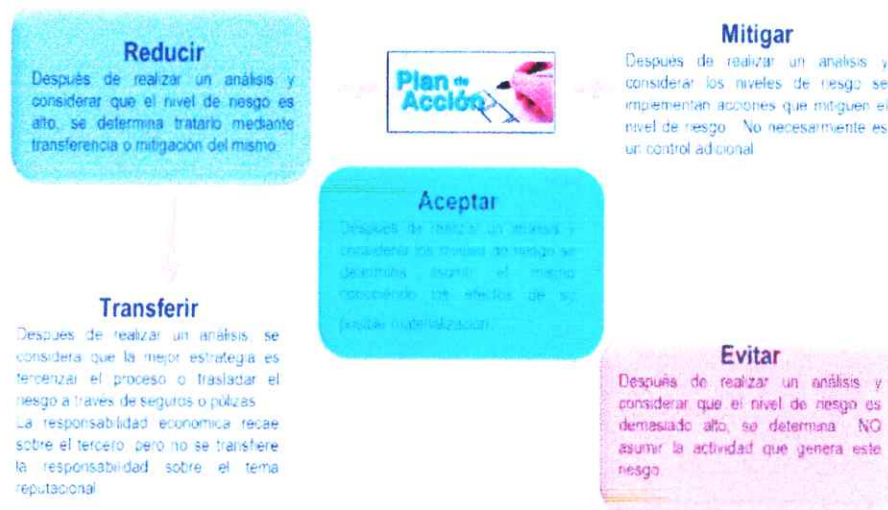 Reducir
Después de realizar un análisis y
considerar que el nivel de riesgo es
alto, se determina tratarlo mediante
transferencia o mitigación del mismo
Plan de
Acción
Mitigar
Después de realizar un analisis y
considerar los niveles de riesgo se
implementan acciones que mitiguen el
nivel de riesgo No necesariamente es
un control adicional
Aceptar
Después de realizar un análisis y
considerar los niveles de riesgo se
determina asumir el mismo
conociendo los efectos de su
posible materialización.
Transferir
Después de realizar un análisis, se
considera que la mejor estrategia es
tercerizar el proceso o trasladar el
riesgo a través de seguros o pólizas
La responsabilidad económica recae
sobre el tercero pero no se transfiere
la responsabilidad sobre el tema
reputacional
Evitar
Después de realizar un análisis y
considerar que el nivel de riesgo es
demasiado alto, se determina NO
asumir la actividad que genera este
riesgo